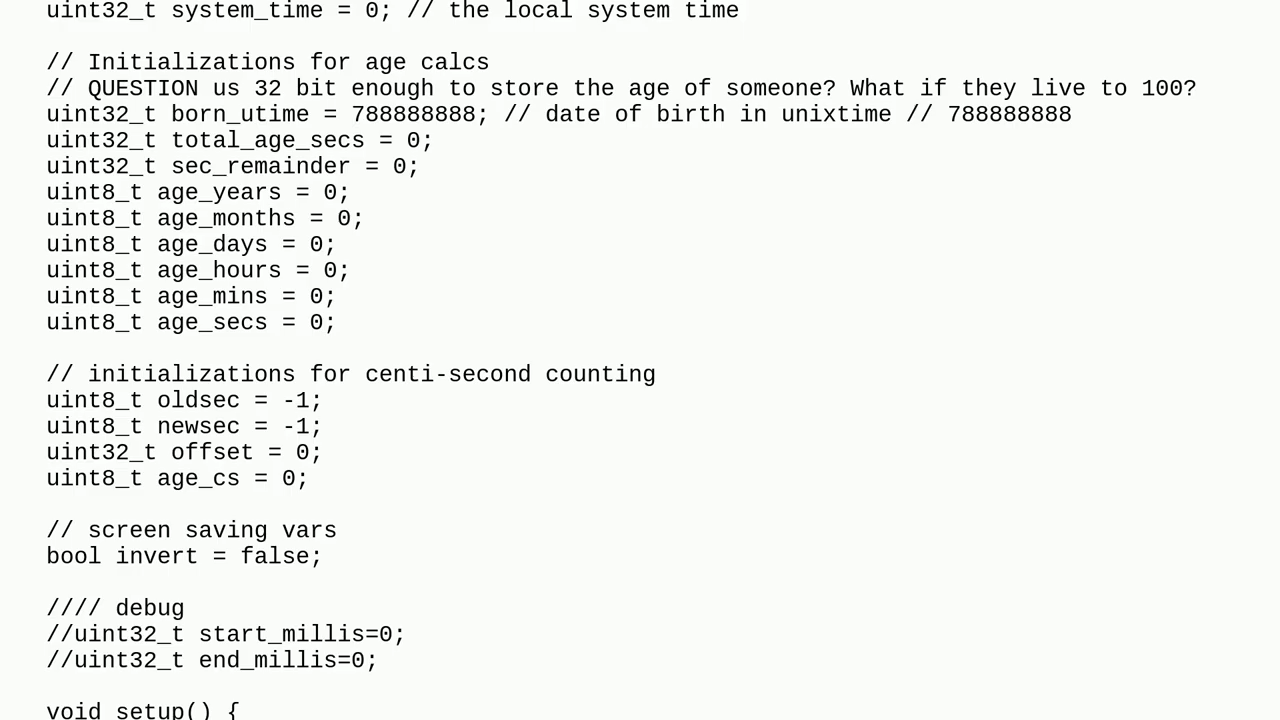 uint32_t system_time = 0; // the local system time
// Initializations for age calcs
// QUESTION us 32 bit enough to store the age of someone? What if they live to 100?
uint32_t born_utime = 788888888; // date of birth in unixtime // 788888888
uint32_t total_age_secs = 0;
uint32_t sec_remainder = 0;
uint8_t age_years = 0;
uint8_t age_months = 0;
uint8_t age_days = 0;
uint8_t age_hours = 0;
uint8_t age_mins = 0;
uint8_t age_secs = 0;
// initializations for centi-second counting
uint8_t oldsec = -1;
uint8_t newsec = -1;
uint32_t offset = 0;
uint8_t age_cs = 0;
// screen saving vars
bool invert = false;
//// debug
//uint32_t start_millis=0;
//uint32_t end_millis=0;
void setup() {